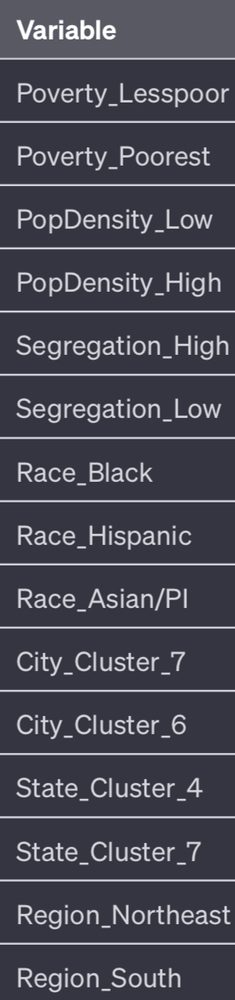 Variable
Poverty_Lesspoor
Poverty_Poorest
PopDensity_Low
PopDensity_High
Segregation_High
Segregation_Low
Race_Black
Race_Hispanic
Race_Asian/PI
City_Cluster_7
City_Cluster_6
State_Cluster_4
State_Cluster_7
Region_Northeast
Region_South